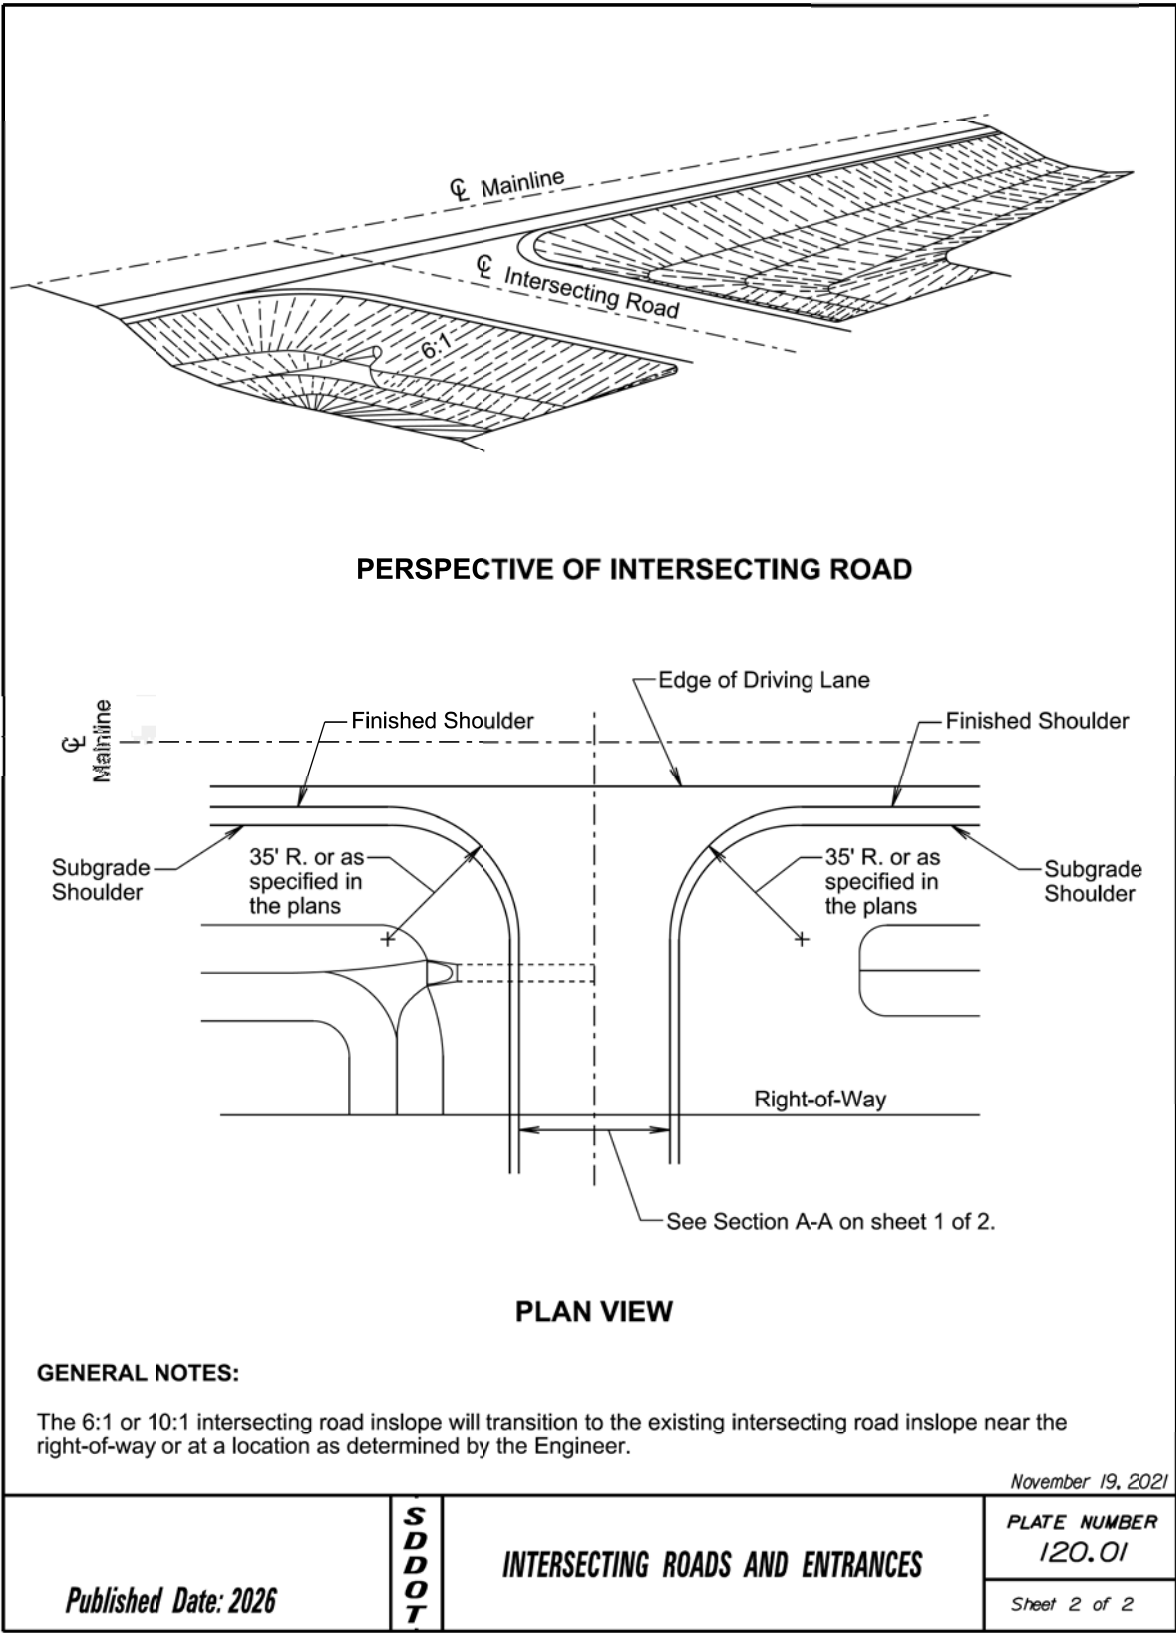 ℄ Mainline
℄ Intersecting Road
6:1
PERSPECTIVE OF INTERSECTING ROAD
Edge of Driving Lane
℄ Mainline
Finished Shoulder
Finished Shoulder
Subgrade
Shoulder
35' R. or as
specified in
the plans
35' R. or as
specified in
the plans
Subgrade
Shoulder
Right-of-Way
See Section A-A on sheet 1 of 2.
PLAN VIEW
GENERAL NOTES:
The 6:1 or 10:1 intersecting road inslope will transition to the existing intersecting road inslope near the
right-of-way or at a location as determined by the Engineer.
November 19, 2021
Published Date: 2026
SDDOT
INTERSECTING ROADS AND ENTRANCES
PLATE NUMBER
120.01
Sheet 2 of 2